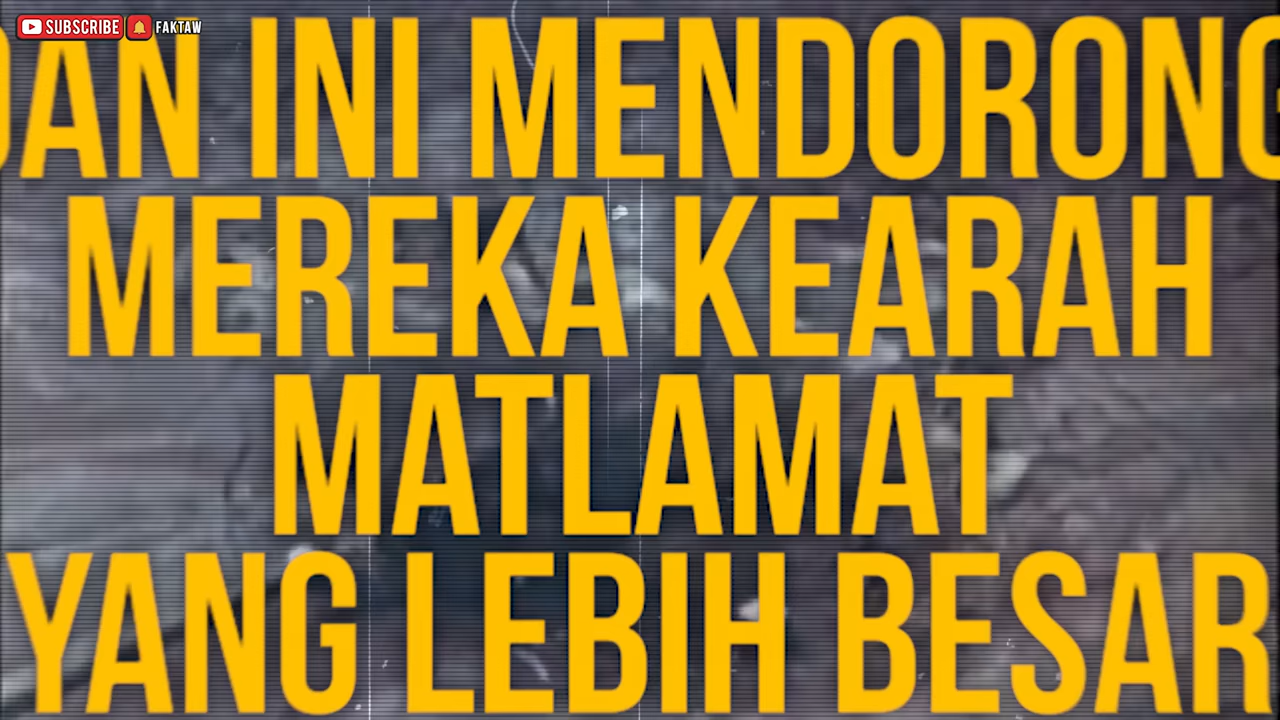 SUBSCRIBE FAKTAW
DAN INI MENDORONG
MEREKA KEARAH
MATLAMAT
YANG LEBIH BESAR